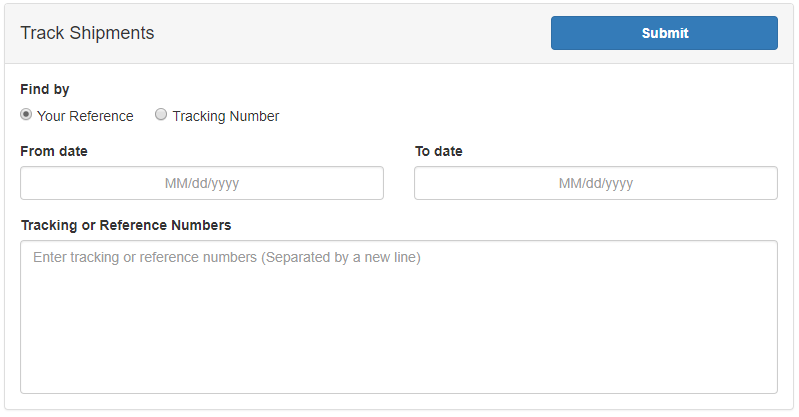 Track Shipments Submit
Find by
Your Reference Tracking Number
From date To date
MM/dd/yyyy MM/dd/yyyy
Tracking or Reference Numbers
Enter tracking or reference numbers (Separated by a new line)